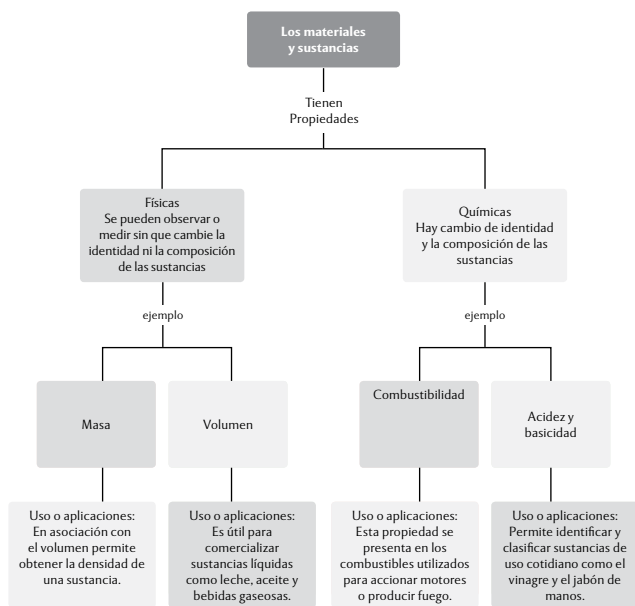 Los materiales
y sustancias
Tienen
Propiedades
Físicas
Se pueden observar o
medir sin que cambie la
identidad ni la composición
de las sustancias
Químicas
Hay cambio de identidad
y la composición de las
sustancias
ejemplo
ejemplo
Masa
Volumen
Combustibilidad
Acidez y
basicidad
Uso o aplicaciones:
En asociación con
el volumen permite
obtener la densidad de
una sustancia.
Uso o aplicaciones:
Es útil para
comercializar
sustancias líquidas
como leche, aceite y
bebidas gaseosas.
Uso o aplicaciones:
Esta propiedad se
presenta en los
combustibles utilizados
para accionar motores
o producir fuego.
Uso o aplicaciones:
Permite identificar y
clasificar sustancias de
uso cotidiano como el
vinagre y el jabón de
manos.